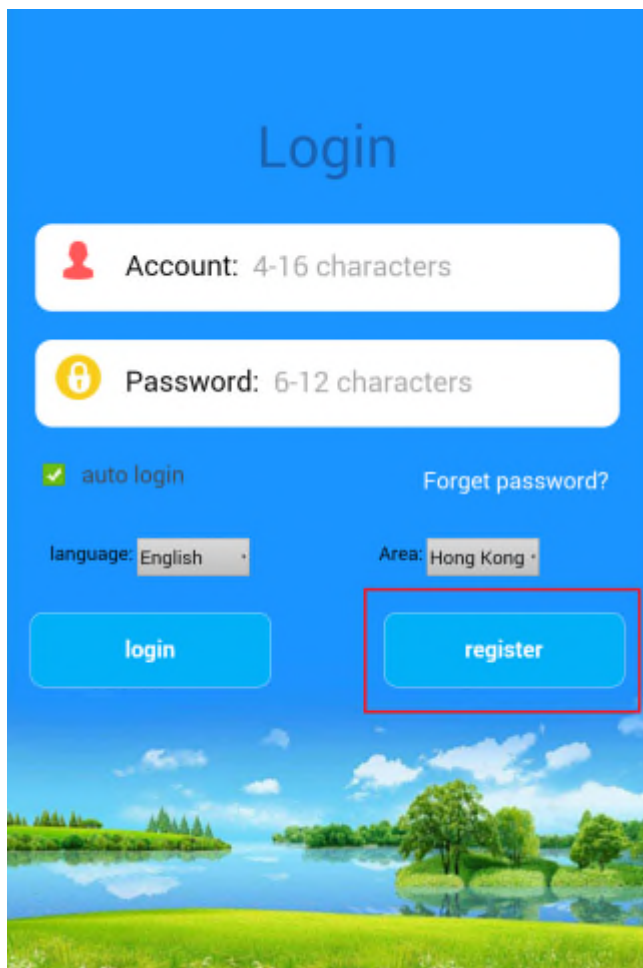 Login
Account: 4-16 characters
Password: 6-12 characters
auto login
Forget password?
language: English
Area: Hong Kong
login
register